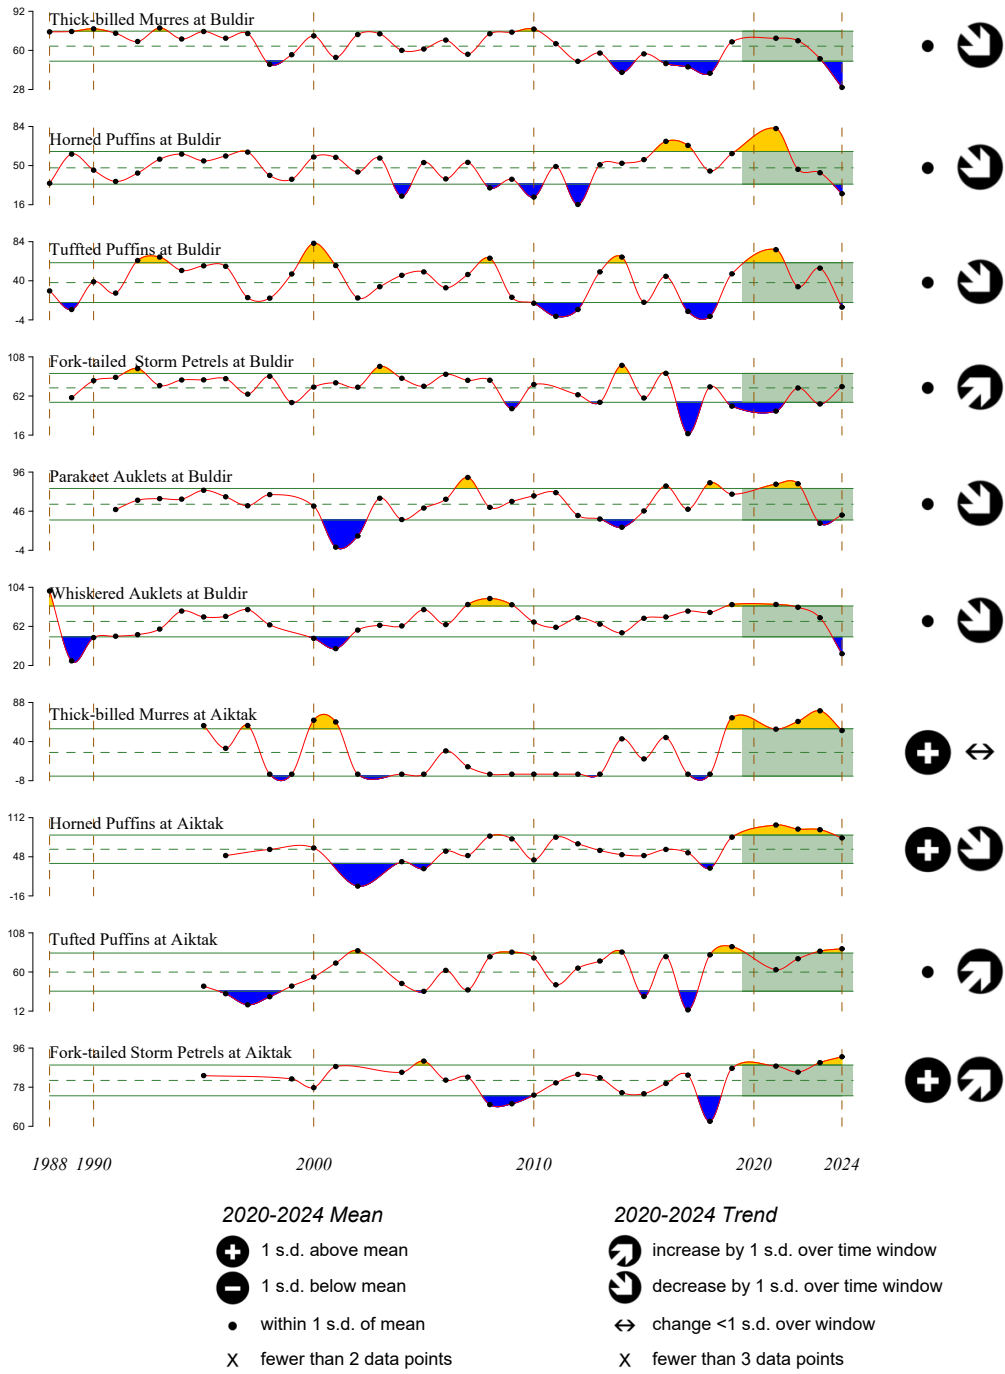 Thick-billed Murres at Buldir
92
60
28
Horned Puffins at Buldir
84
50
16
Tuffted Puffins at Buldir
84
40
-4
Fork-tailed Storm Petrels at Buldir
108
62
16
Parakeet Auklets at Buldir
96
46
-4
Whiskered Auklets at Buldir
104
62
20
Thick-billed Murres at Aiktak
88
40
-8
Horned Puffins at Aiktak
112
48
-16
Tufted Puffins at Aiktak
108
60
12
Fork-tailed Storm Petrels at Aiktak
96
78
60
1988 1990 2000 2010 2020 2024
2020-2024 Mean
1 s.d. above mean
1 s.d. below mean
within 1 s.d. of mean
X fewer than 2 data points
2020-2024 Trend
increase by 1 s.d. over time window
decrease by 1 s.d. over time window
change <1 s.d. over window
X fewer than 3 data points